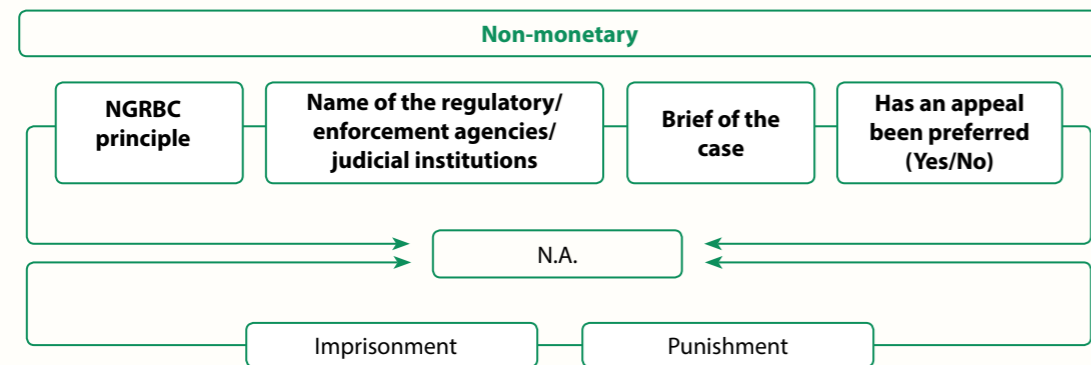 Non-monetary
NGRBC
principle
Name of the regulatory/
enforcement agencies/
judicial institutions
Brief of the
case
Has an appeal
been preferred
(Yes/No)
N.A.
Imprisonment
Punishment